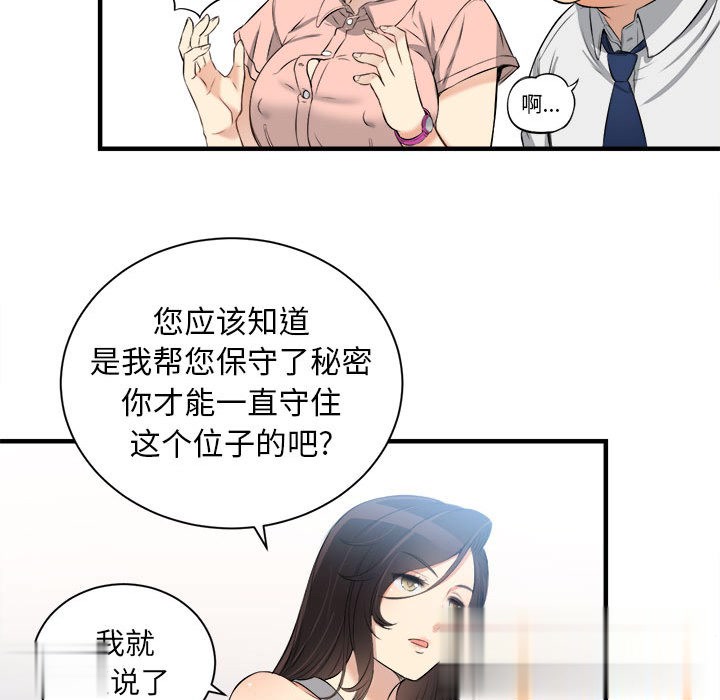 啊...
您应该知道
是我帮您保守了秘密
你才能一直守住
这个位子的吧?
我就
说了